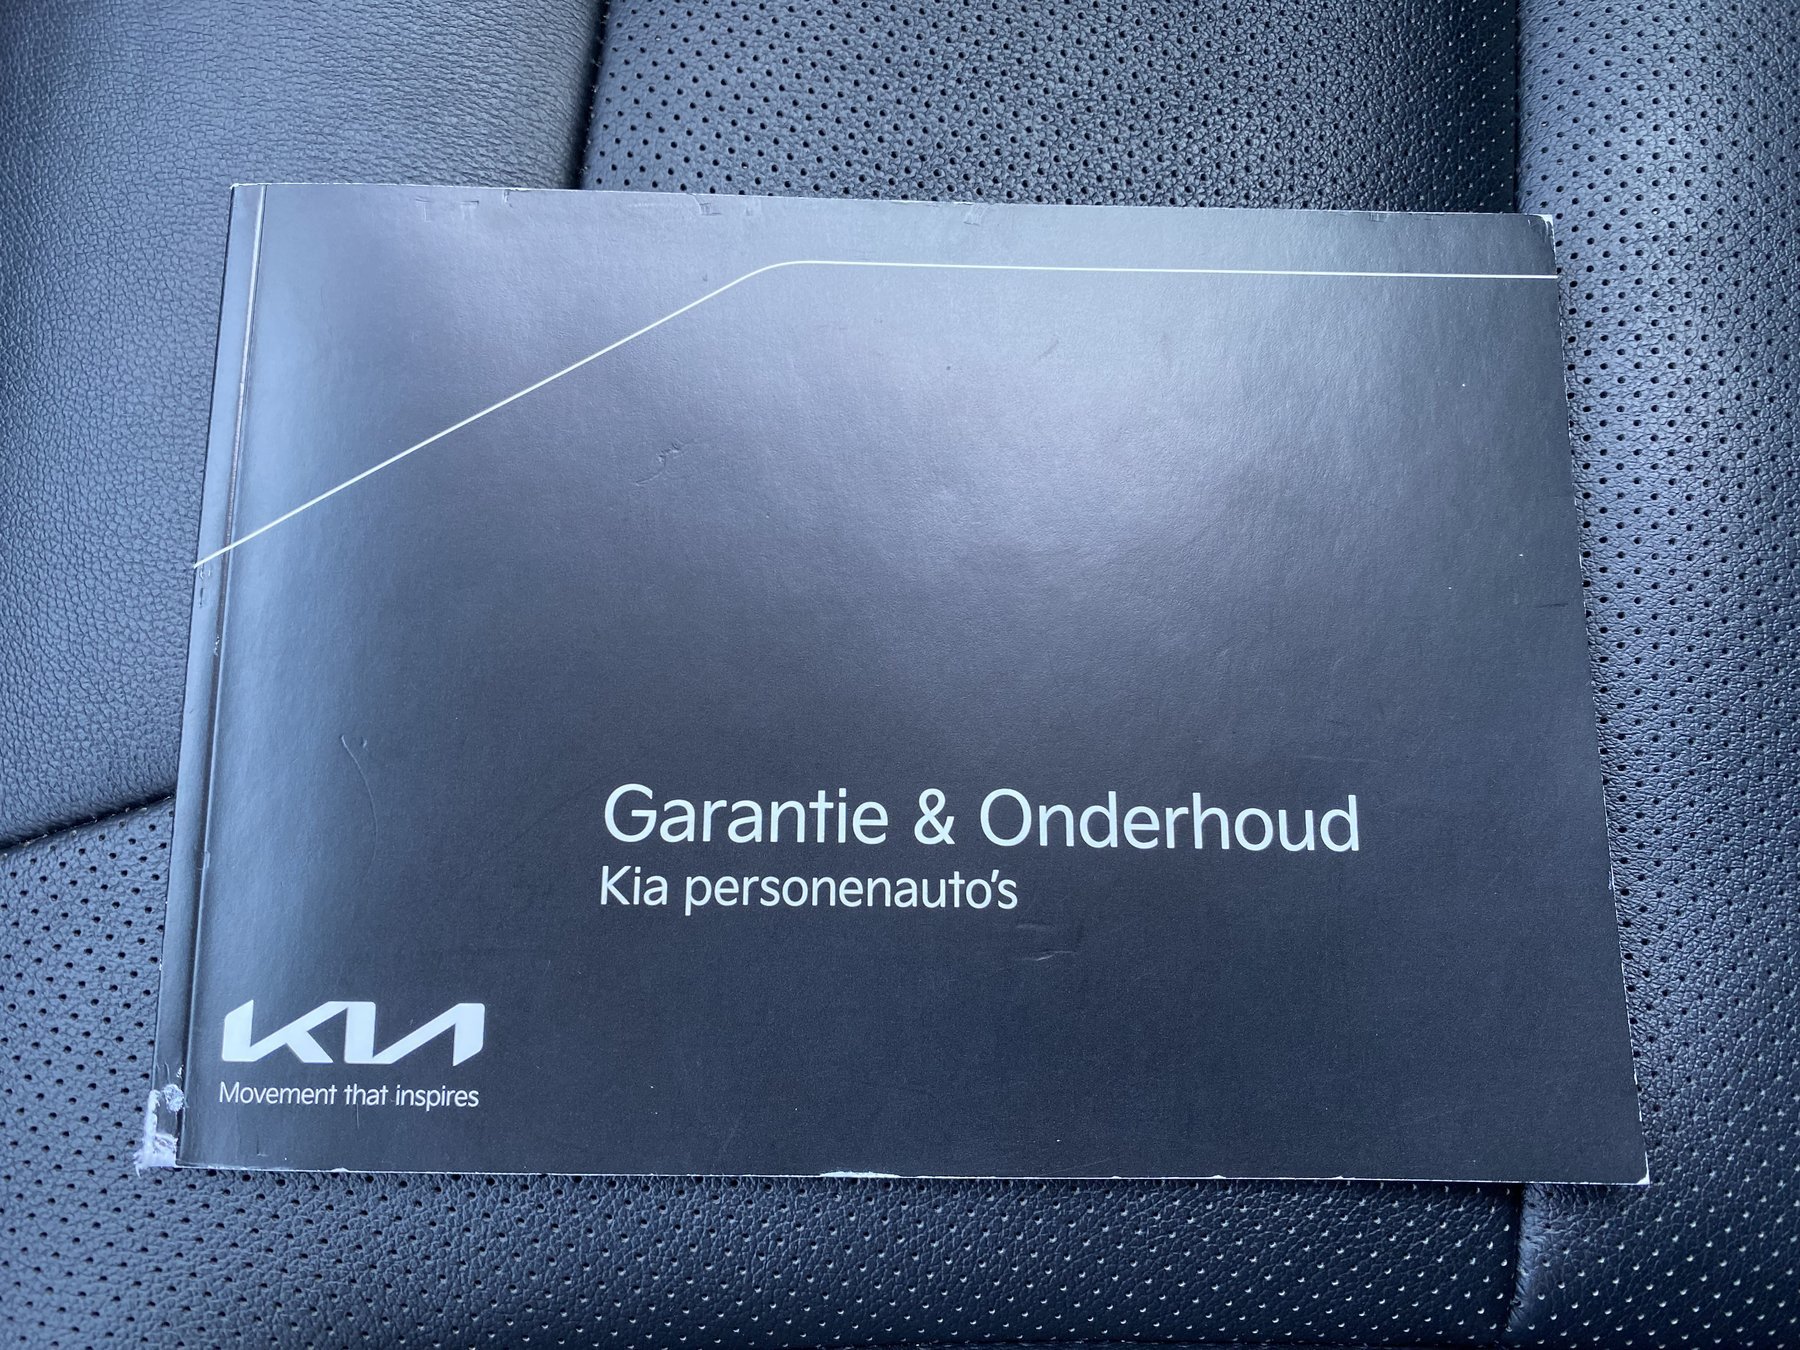 Garantie & Onderhoud
Kia personenauto's
KIA
Movement that inspires